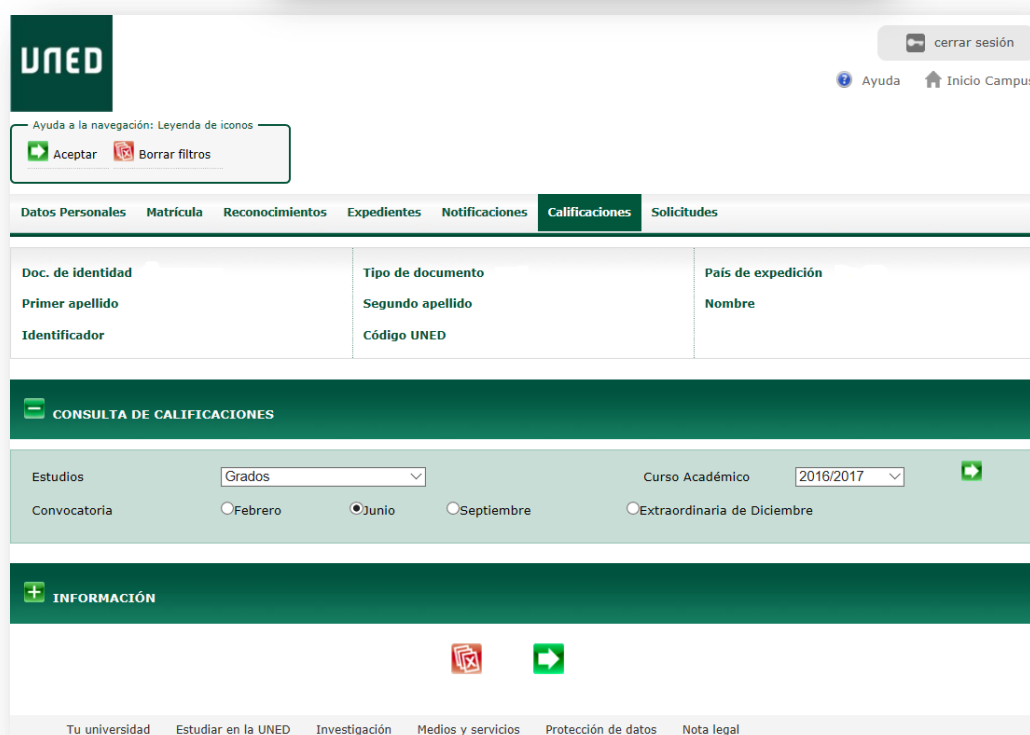 UNED
cerrar sesión
Ayuda Inicio Campus
Ayuda a la navegación: Leyenda de iconos
Aceptar Borrar filtros
Datos Personales Matrícula Reconocimientos Expedientes Notificaciones Calificaciones Solicitudes
Doc. de identidad Tipo de documento País de expedición
Primer apellido Segundo apellido Nombre
Identificador Código UNED
CONSULTA DE CALIFICACIONES
Estudios Grados Curso Académico 2016/2017
Convocatoria Febrero Junio Septiembre Extraordinaria de Diciembre
INFORMACIÓN
Tu universidad Estudiar en la UNED Investigación Medios y servicios Protección de datos Nota legal